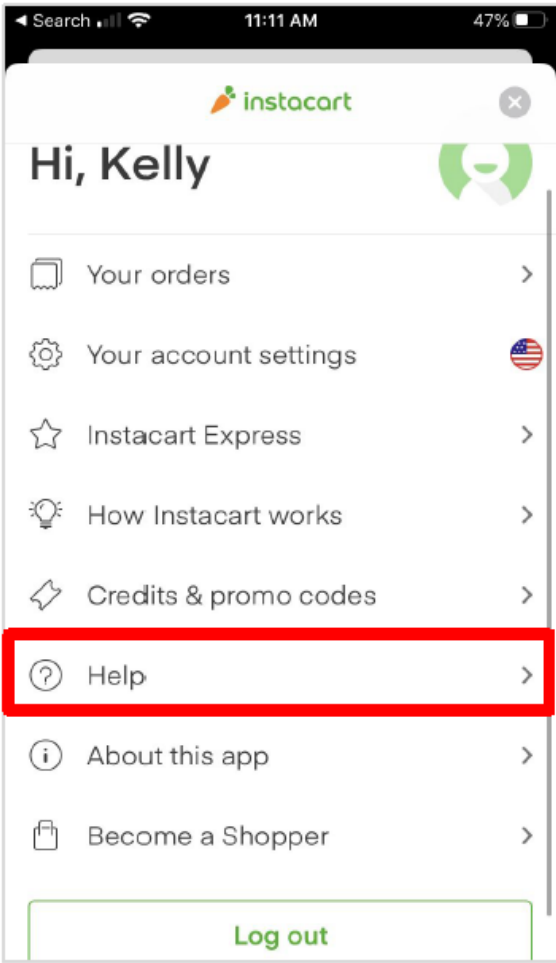 Search 11:11 AM 47%
instacart
Hi, Kelly
Your orders
Your account settings
Instacart Express
How Instacart works
Credits & promo codes
Help
About this app
Become a Shopper
Log out